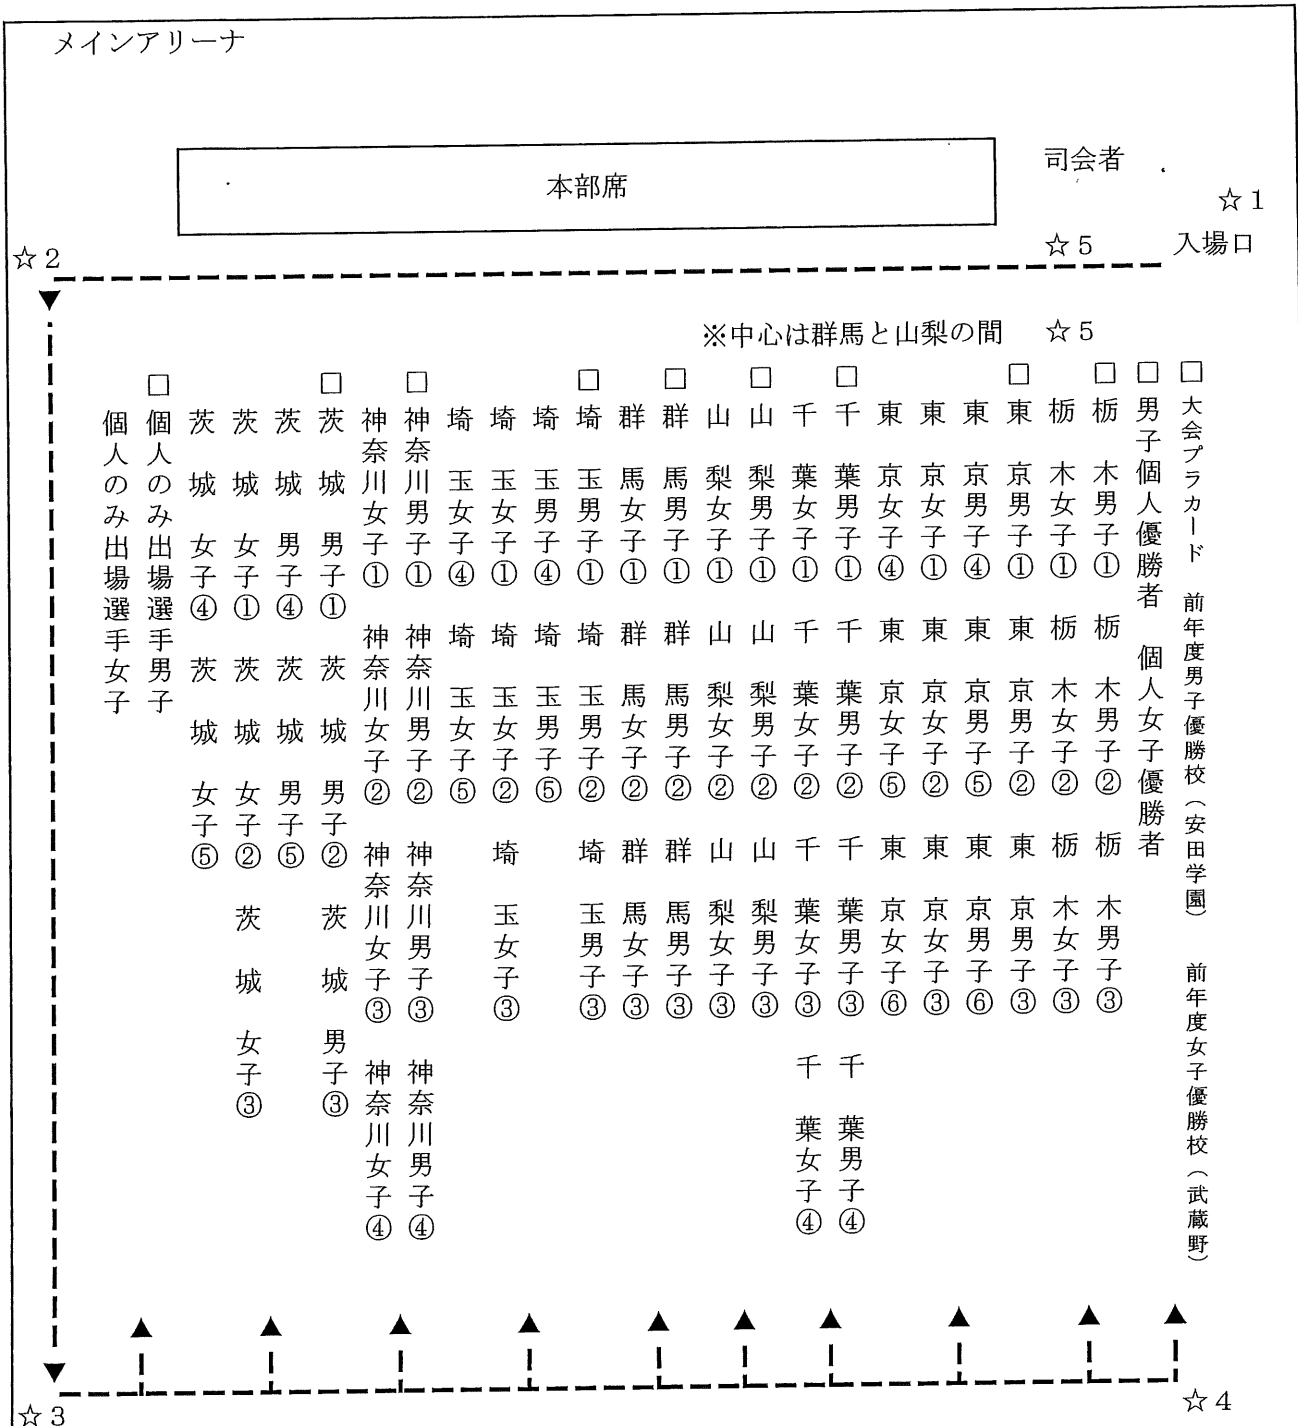 メインアリーナ
本部席
司会者
☆1
入場口
☆5
☆2
※中心は群馬と山梨の間 ☆5
□大会プラカード 前年度男子優勝校（安田学園） 前年度女子優勝校（武蔵野）
□男子個人優勝者 個人女子優勝者
□栃木男子① 栃木男子② 栃木男子③
栃木女子① 栃木女子② 栃木女子③
□東京男子① 東京男子② 東京男子③
東京男子④ 東京男子⑤ 東京男子⑥
東京女子① 東京女子② 東京女子③
東京女子④ 東京女子⑤ 東京女子⑥
□千葉男子① 千葉男子② 千葉男子③ 千葉男子④
千葉女子① 千葉女子② 千葉女子③ 千葉女子④
□山梨男子① 山梨男子② 山梨男子③
山梨女子① 山梨女子② 山梨女子③
□群馬男子① 群馬男子② 群馬男子③
群馬女子① 群馬女子② 群馬女子③
□埼玉男子① 埼玉男子② 埼玉男子③
埼玉男子④ 埼玉男子⑤
埼玉女子① 埼玉女子② 埼玉女子③
埼玉女子④ 埼玉女子⑤
□神奈川男子① 神奈川男子② 神奈川男子③ 神奈川男子④
神奈川女子① 神奈川女子② 神奈川女子③ 神奈川女子④
□茨城男子① 茨城男子② 茨城男子③
茨城男子④ 茨城男子⑤
茨城女子① 茨城女子② 茨城女子③
茨城女子④ 茨城女子⑤
□個人のみ出場選手男子
個人のみ出場選手女子
☆3
☆4